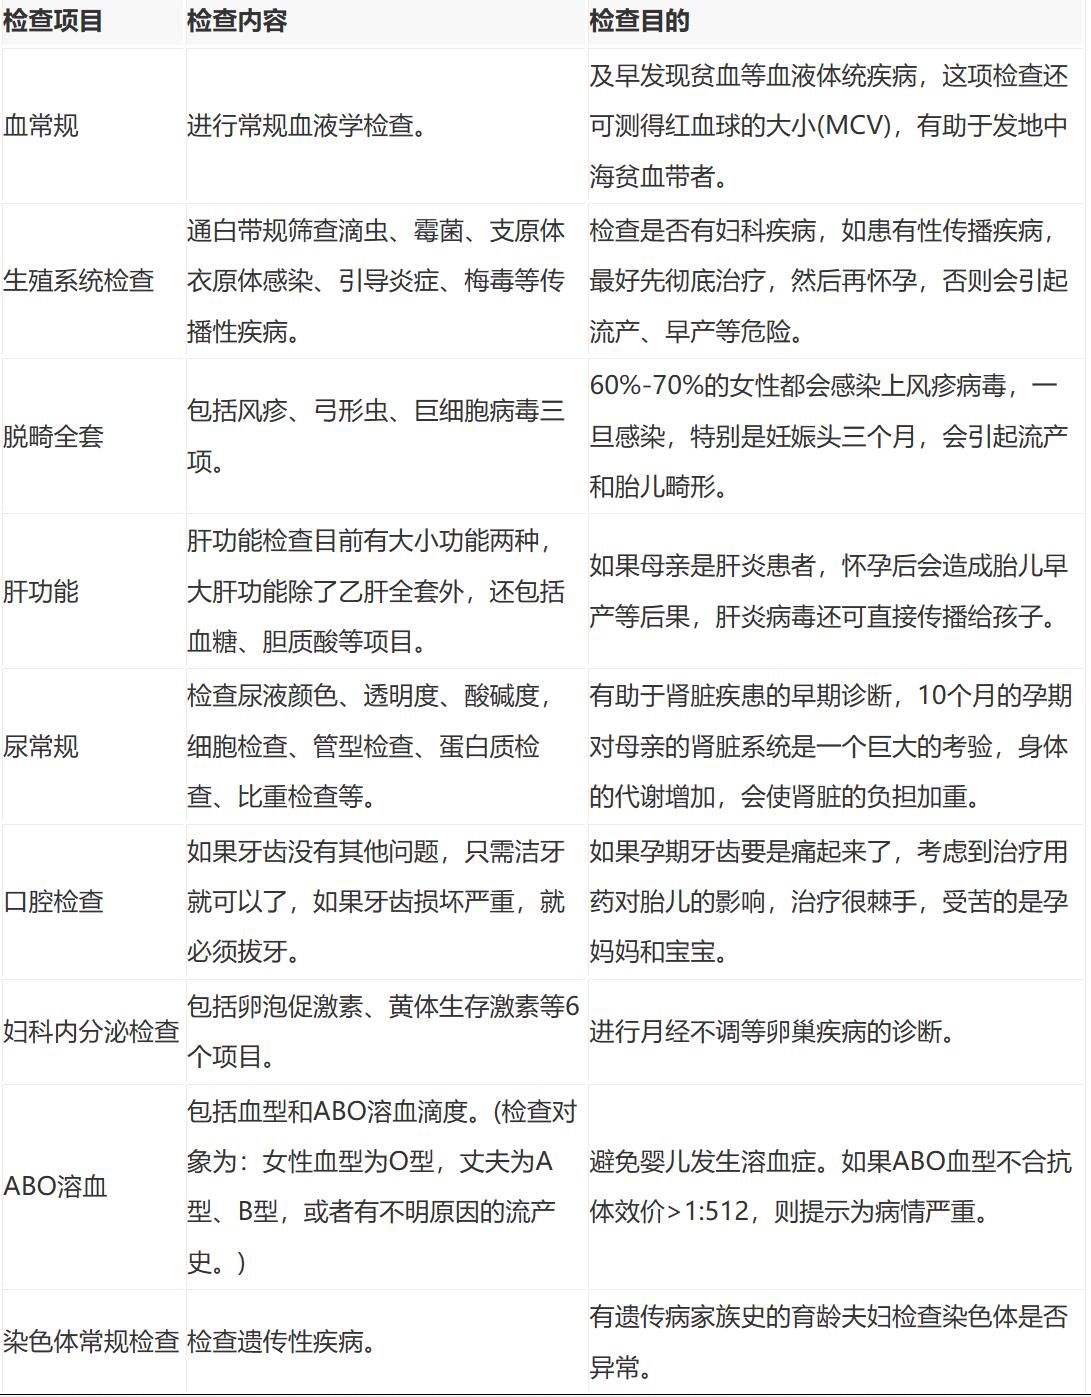 检查项目
检查内容
检查目的
血常规
进行常规血液学检查。
及早发现贫血等血液体统疾病，这项检查还
可测得红血球的大小(MCV)，有助于发地中
海贫血带者。
生殖系统检查
通白带规筛查滴虫、霉菌、支原体
衣原体感染、引导炎症、梅毒等传
播性疾病。
检查是否有妇科疾病，如患有性传播疾病，
最好先彻底治疗，然后再怀孕，否则会引起
流产、早产等危险。
脱畸全套
包括风疹、弓形虫、巨细胞病毒三
项。
60%-70%的女性都会感染上风疹病毒，一
旦感染，特别是妊娠头三个月，会引起流产
和胎儿畸形。
肝功能
肝功能检查目前有大小功能两种，
大肝功能除了乙肝全套外，还包括
血糖、胆质酸等项目。
如果母亲是肝炎患者，怀孕后会造成胎儿早
产等后果，肝炎病毒还可直接传播给孩子。
尿常规
检查尿液颜色、透明度、酸碱度，
细胞检查、管型检查、蛋白质检
查、比重检查等。
有助于肾脏疾患的早期诊断，10个月的孕期
对母亲的肾脏系统是一个巨大的考验，身体
的代谢增加，会使肾脏的负担加重。
口腔检查
如果牙齿没有其他问题，只需洁牙
就可以了，如果牙齿损坏严重，就
必须拔牙。
如果孕期牙齿要是痛起来了，考虑到治疗用
药对胎儿的影响，治疗很棘手，受苦的是孕
妈妈和宝宝。
妇科内分泌检查
包括卵泡促激素、黄体生存激素等6
个项目。
进行月经不调等卵巢疾病的诊断。
ABO溶血
包括血型和ABO溶血滴度。(检查对
象为：女性血型为O型，丈夫为A
型、B型，或者有不明原因的流产
史。)
避免婴儿发生溶血症。如果ABO血型不合抗
体效价>1:512，则提示为病情严重。
染色体常规检查
检查遗传性疾病。
有遗传病家族史的育龄夫妇检查染色体是否
异常。